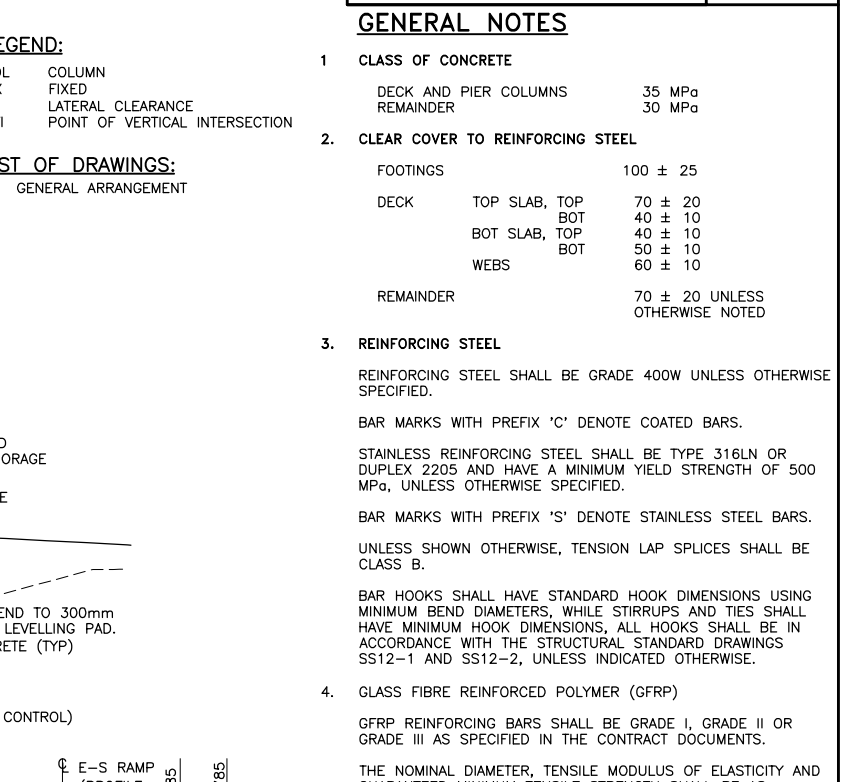 EGEND:
COLUMN
FIXED
LATERAL CLEARANCE
POINT OF VERTICAL INTERSECTION
ST OF DRAWINGS:
GENERAL ARRANGEMENT
ORAGE
END TO 300mm
LEVELLING PAD.
RETE (TYP)
CONTROL)
℄ E-S RAMP
85
785
GENERAL NOTES
1 CLASS OF CONCRETE
DECK AND PIER COLUMNS 35 MPa
REMAINDER 30 MPa
2. CLEAR COVER TO REINFORCING STEEL
FOOTINGS 100 ± 25
DECK TOP SLAB, TOP 70 ± 20
BOT 40 ± 10
BOT SLAB, TOP 40 ± 10
BOT 50 ± 10
WEBS 60 ± 10
REMAINDER 70 ± 20 UNLESS
OTHERWISE NOTED
3. REINFORCING STEEL
REINFORCING STEEL SHALL BE GRADE 400W UNLESS OTHERWISE
SPECIFIED.
BAR MARKS WITH PREFIX 'C' DENOTE COATED BARS.
STAINLESS REINFORCING STEEL SHALL BE TYPE 316LN OR
DUPLEX 2205 AND HAVE A MINIMUM YIELD STRENGTH OF 500
MPa, UNLESS OTHERWISE SPECIFIED.
BAR MARKS WITH PREFIX 'S' DENOTE STAINLESS STEEL BARS.
UNLESS SHOWN OTHERWISE, TENSION LAP SPLICES SHALL BE
CLASS B.
BAR HOOKS SHALL HAVE STANDARD HOOK DIMENSIONS USING
MINIMUM BEND DIAMETERS, WHILE STIRRUPS AND TIES SHALL
HAVE MINIMUM HOOK DIMENSIONS, ALL HOOKS SHALL BE IN
ACCORDANCE WITH THE STRUCTURAL STANDARD DRAWINGS
SS12-1 AND SS12-2, UNLESS INDICATED OTHERWISE.
4. GLASS FIBRE REINFORCED POLYMER (GFRP)
GFRP REINFORCING BARS SHALL BE GRADE I, GRADE II OR
GRADE III AS SPECIFIED IN THE CONTRACT DOCUMENTS.
THE NOMINAL DIAMETER, TENSILE MODULUS OF ELASTICITY AND